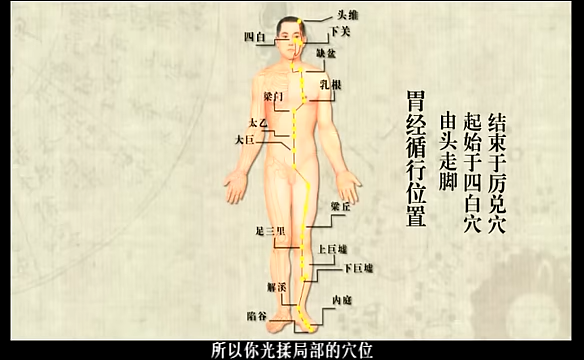 头维
下关
四白
缺盆
乳根
梁门
太乙
大巨
梁丘
足三里
上巨墟
下巨墟
解溪
内庭
陷谷
胃经循行位置
由头走脚
起始于四白穴
结束于厉兑穴
所以你光揉局部的穴位